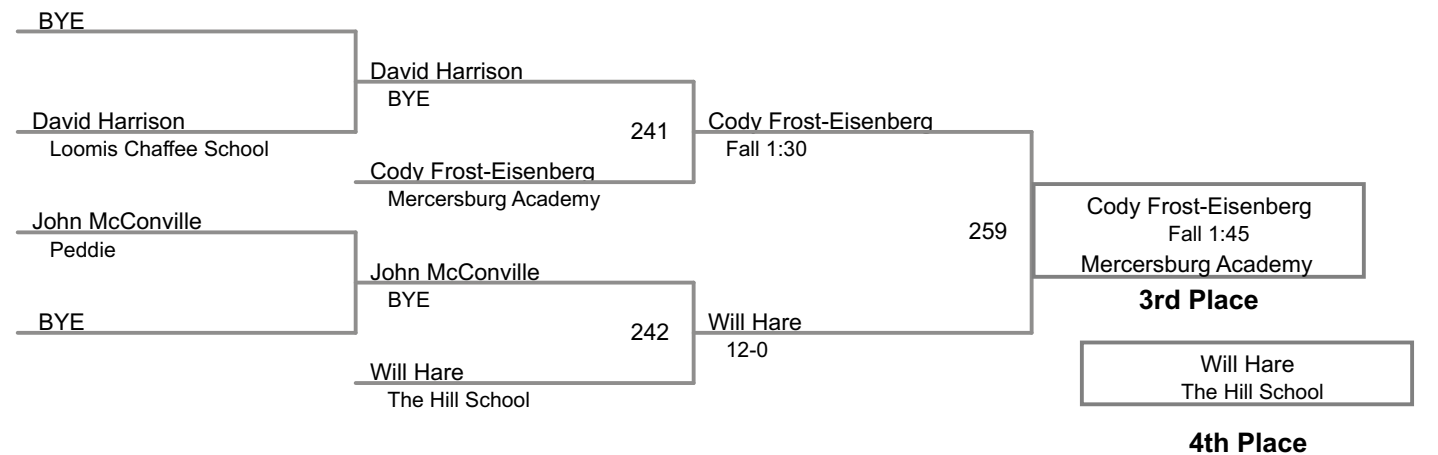 BYE
David Harrison
BYE
David Harrison
Loomis Chaffee School
241
Cody Frost-Eisenberg
Fall 1:30
Cody Frost-Eisenberg
Mercersburg Academy
John McConville
Peddie
259
Cody Frost-Eisenberg
Fall 1:45
Mercersburg Academy
3rd Place
John McConville
BYE
BYE
242
Will Hare
12-0
Will Hare
The Hill School
Will Hare
The Hill School
4th Place